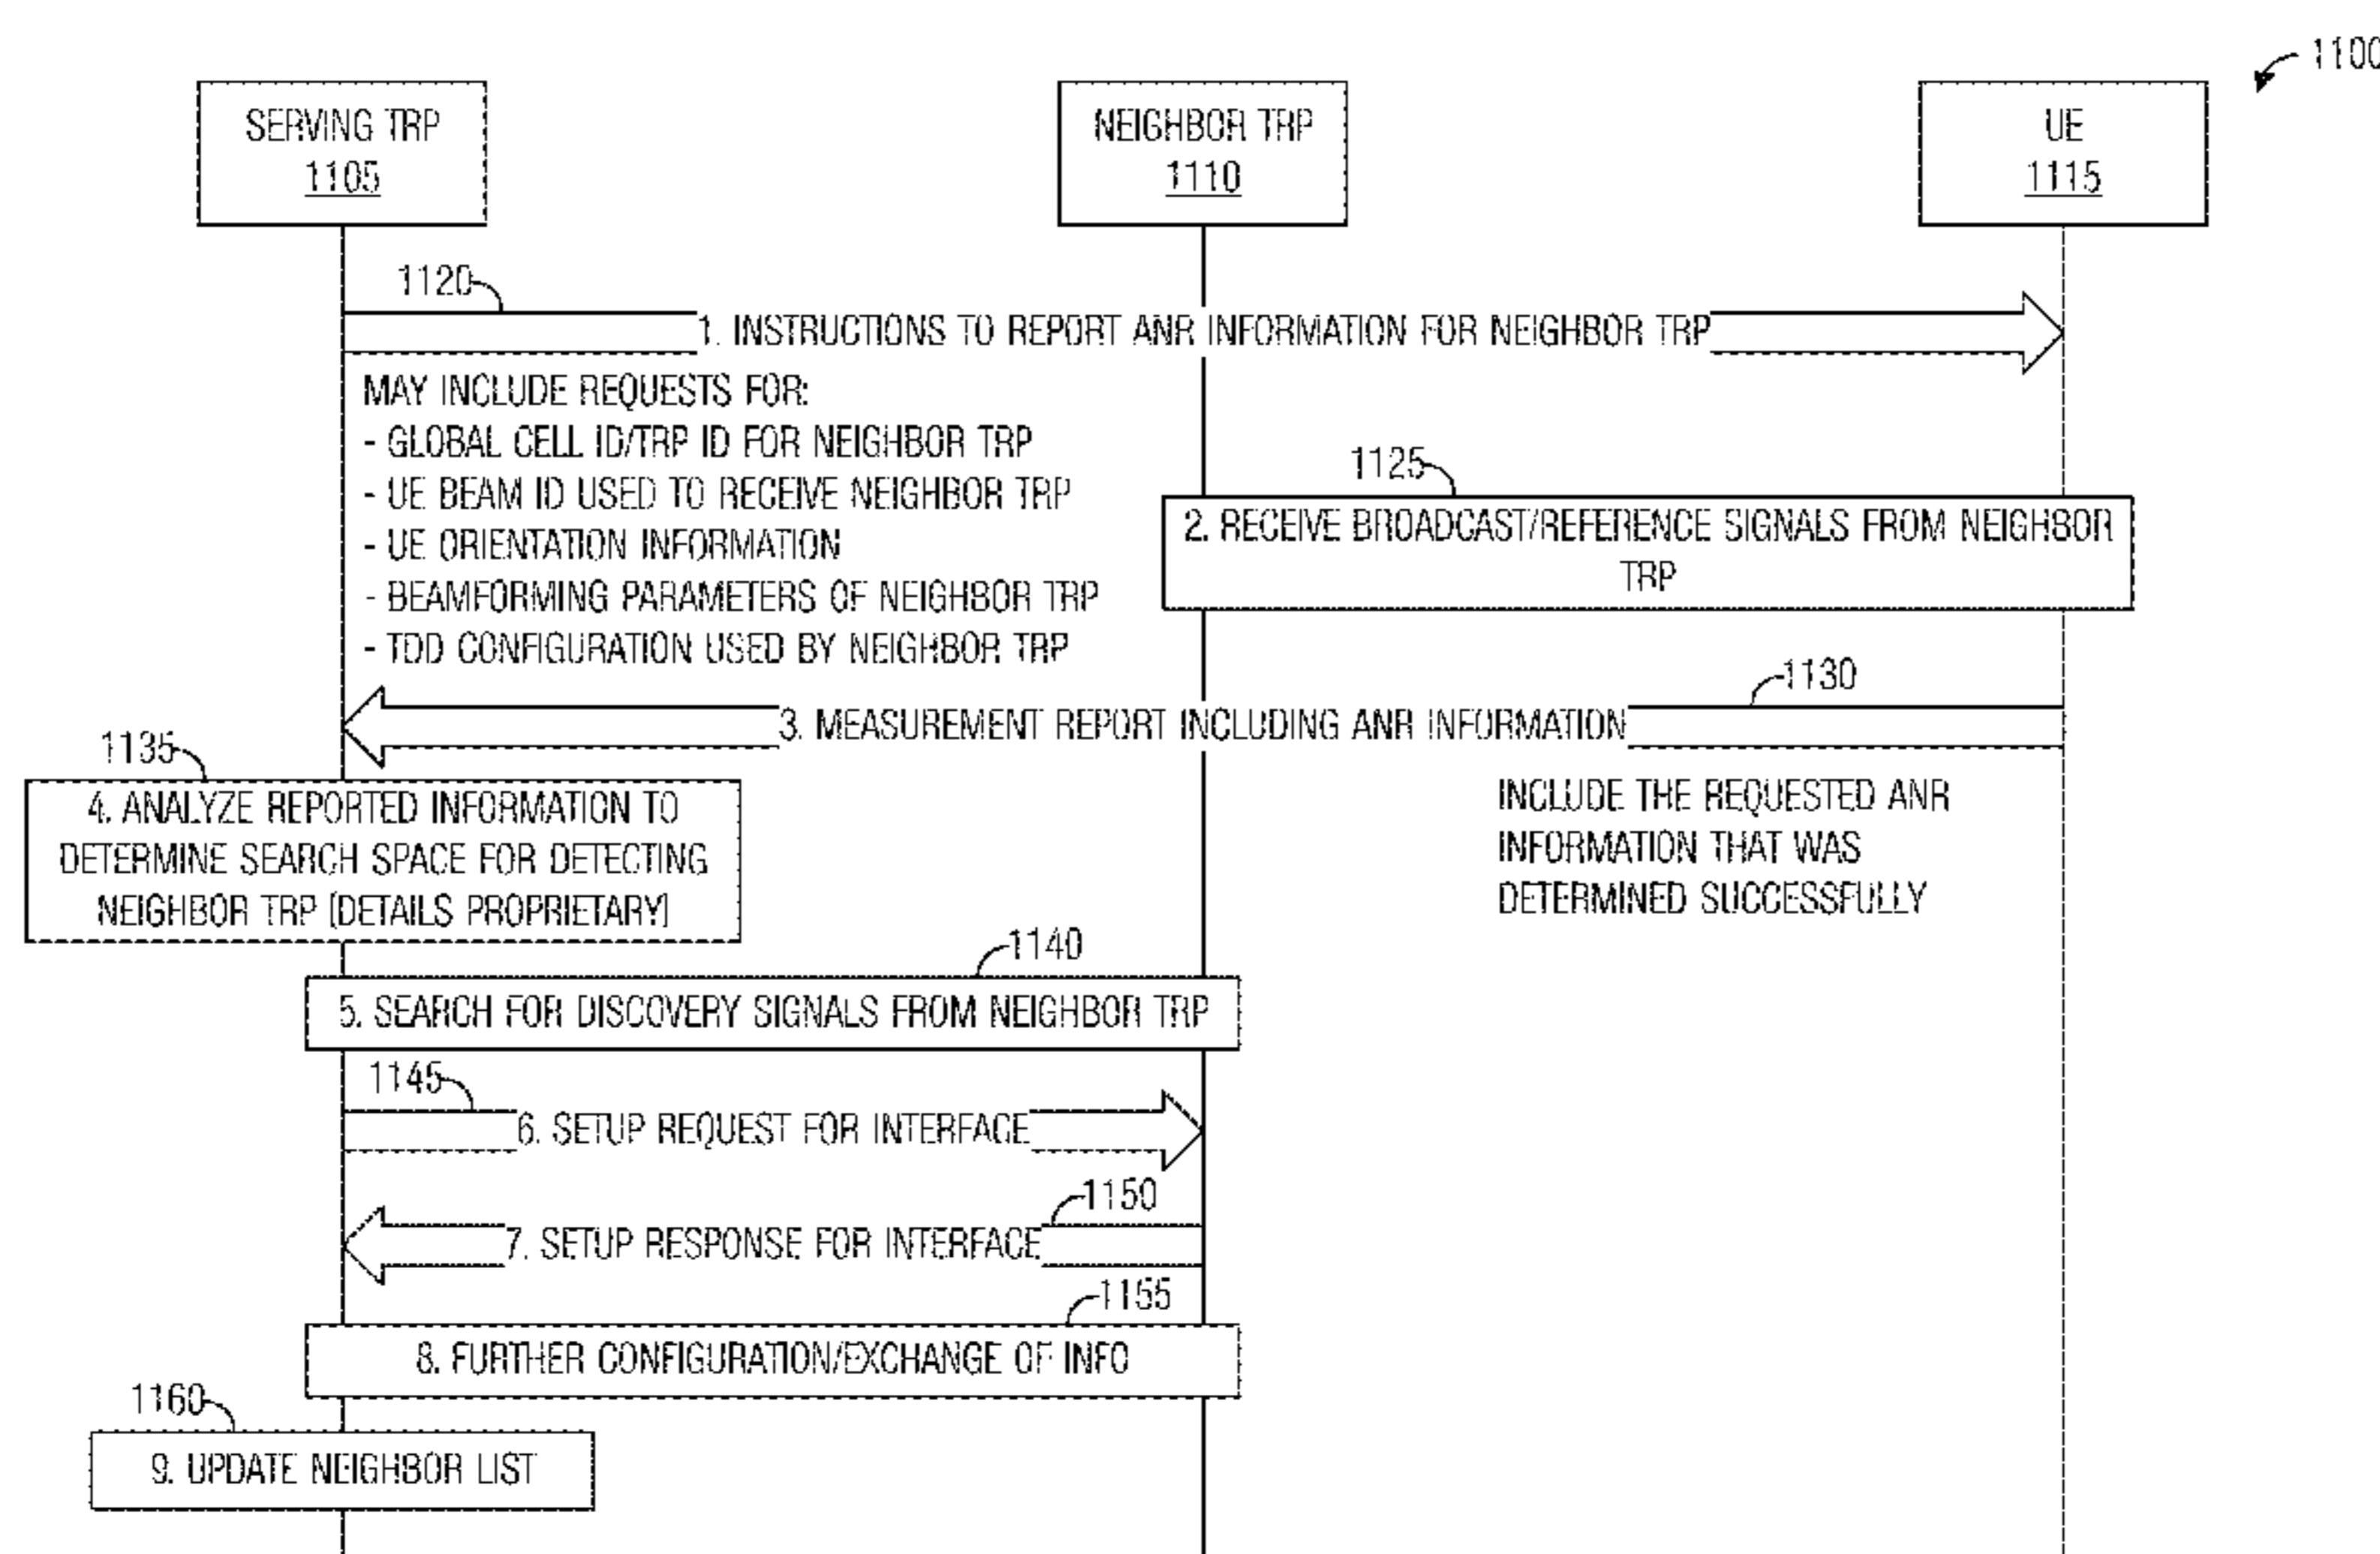 1100
SERVING TRP
1105
NEIGHBOR TRP
1110
UE
1115
1120
1. INSTRUCTIONS TO REPORT ANR INFORMATION FOR NEIGHBOR TRP
MAY INCLUDE REQUESTS FOR:
- GLOBAL CELL ID/TRP ID FOR NEIGHBOR TRP
- UE BEAM ID USED TO RECEIVE NEIGHBOR TRP
- UE ORIENTATION INFORMATION
- BEAMFORMING PARAMETERS OF NEIGHBOR TRP
- TDD CONFIGURATION USED BY NEIGHBOR TRP
1125
2. RECEIVE BROADCAST/REFERENCE SIGNALS FROM NEIGHBOR
TRP
1130
3. MEASUREMENT REPORT INCLUDING ANR INFORMATION
INCLUDE THE REQUESTED ANR
INFORMATION THAT WAS
DETERMINED SUCCESSFULLY
1135
4. ANALYZE REPORTED INFORMATION TO
DETERMINE SEARCH SPACE FOR DETECTING
NEIGHBOR TRP (DETAILS PROPRIETARY)
1140
5. SEARCH FOR DISCOVERY SIGNALS FROM NEIGHBOR TRP
1145
6. SETUP REQUEST FOR INTERFACE
1150
7. SETUP RESPONSE FOR INTERFACE
1155
8. FURTHER CONFIGURATION/EXCHANGE OF INFO
1160
9. UPDATE NEIGHBOR LIST